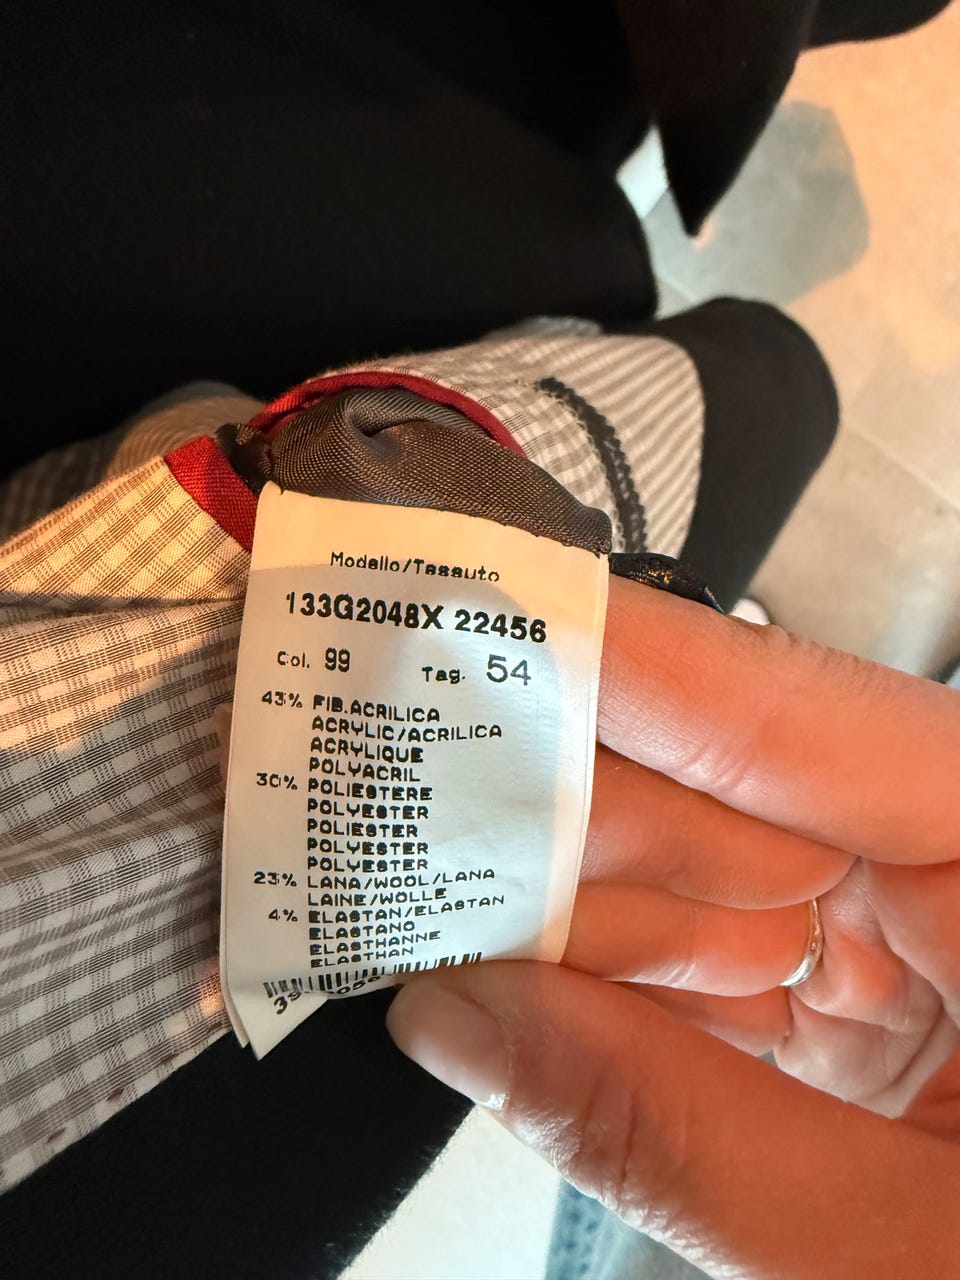 Modello/Tessuto
133G2048X 22456
Col. 99 Tag. 54
43% FIB.ACRILICA
ACRYLIC/ACRILICA
ACRYLIQUE
POLYACRIL
30% POLIESTERE
POLYESTER
POLIESTER
POLYESTER
POLYESTER
23% LANA/WOOL/LANA
LAINE/WOLLE
4% ELASTAN/ELASTAN
ELASTANO
ELASTHANNE
ELASTHAN